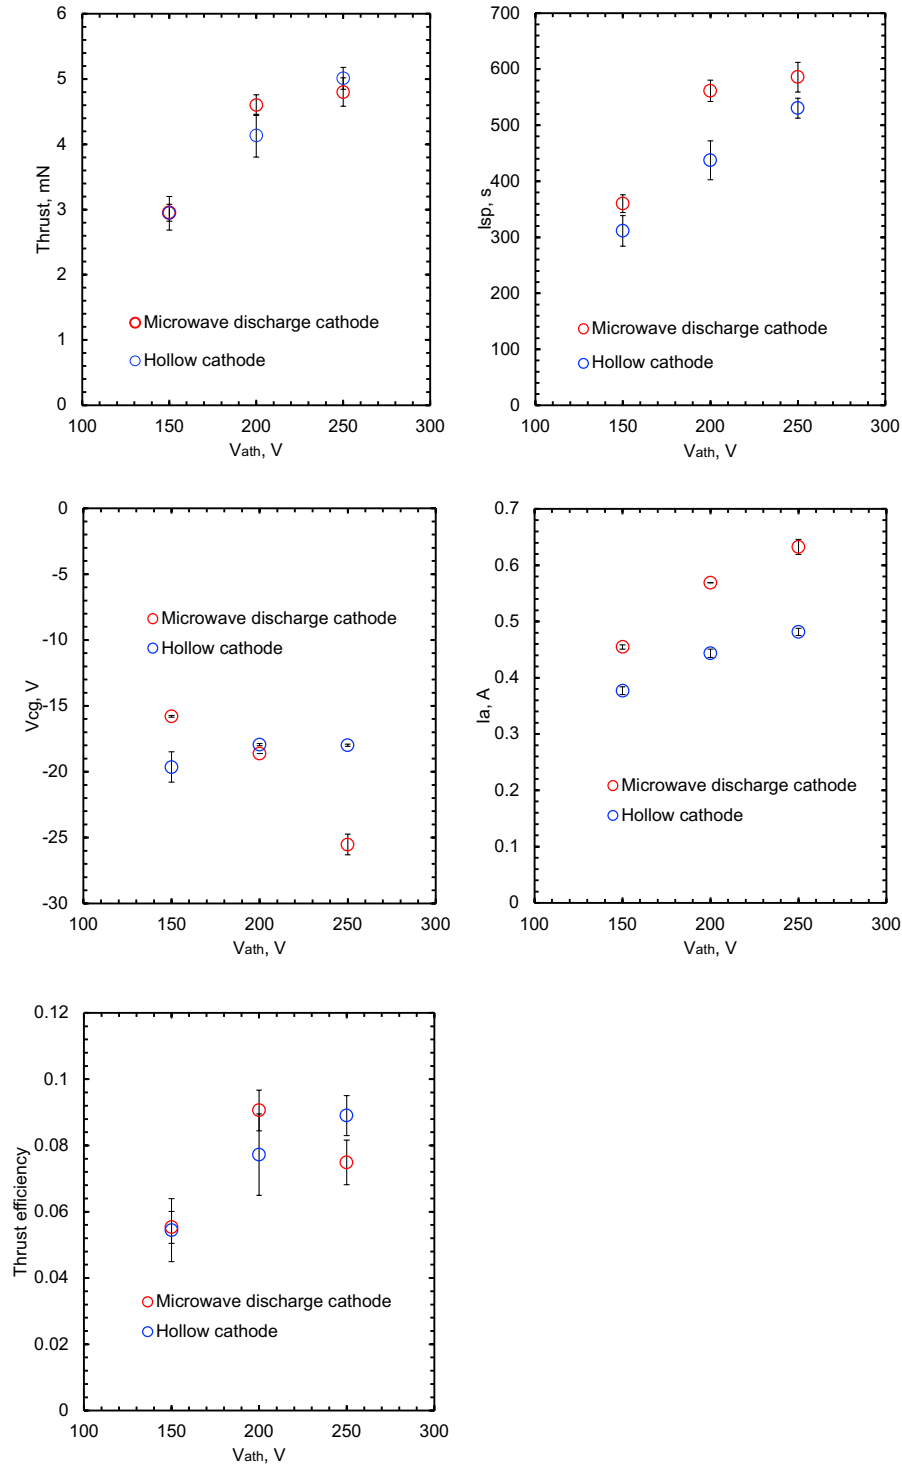 6
5
4
3
2
1
0
Thrust, mN
Microwave discharge cathode
Hollow cathode
100 150 200 250 300
Vath, V
700
600
500
400
300
200
100
0
Isp, s
Microwave discharge cathode
Hollow cathode
100 150 200 250 300
Vath, V
0
-5
-10
-15
-20
-25
-30
Vcg, V
Microwave discharge cathode
Hollow cathode
100 150 200 250 300
Vath, V
0.7
0.6
0.5
0.4
0.3
0.2
0.1
0
Ia, A
Microwave discharge cathode
Hollow cathode
100 150 200 250 300
Vath, V
0.12
0.1
0.08
0.06
0.04
0.02
0
Thrust efficiency
Microwave discharge cathode
Hollow cathode
100 150 200 250 300
Vath, V